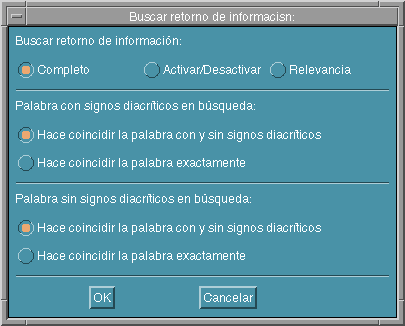 Buscar retorno de informacisn:
Buscar retorno de información:
Completo Activar/Desactivar Relevancia
Palabra con signos diacríticos en búsqueda:
Hace coincidir la palabra con y sin signos diacríticos
Hace coincidir la palabra exactamente
Palabra sin signos diacríticos en búsqueda:
Hace coincidir la palabra con y sin signos diacríticos
Hace coincidir la palabra exactamente
OK Cancelar